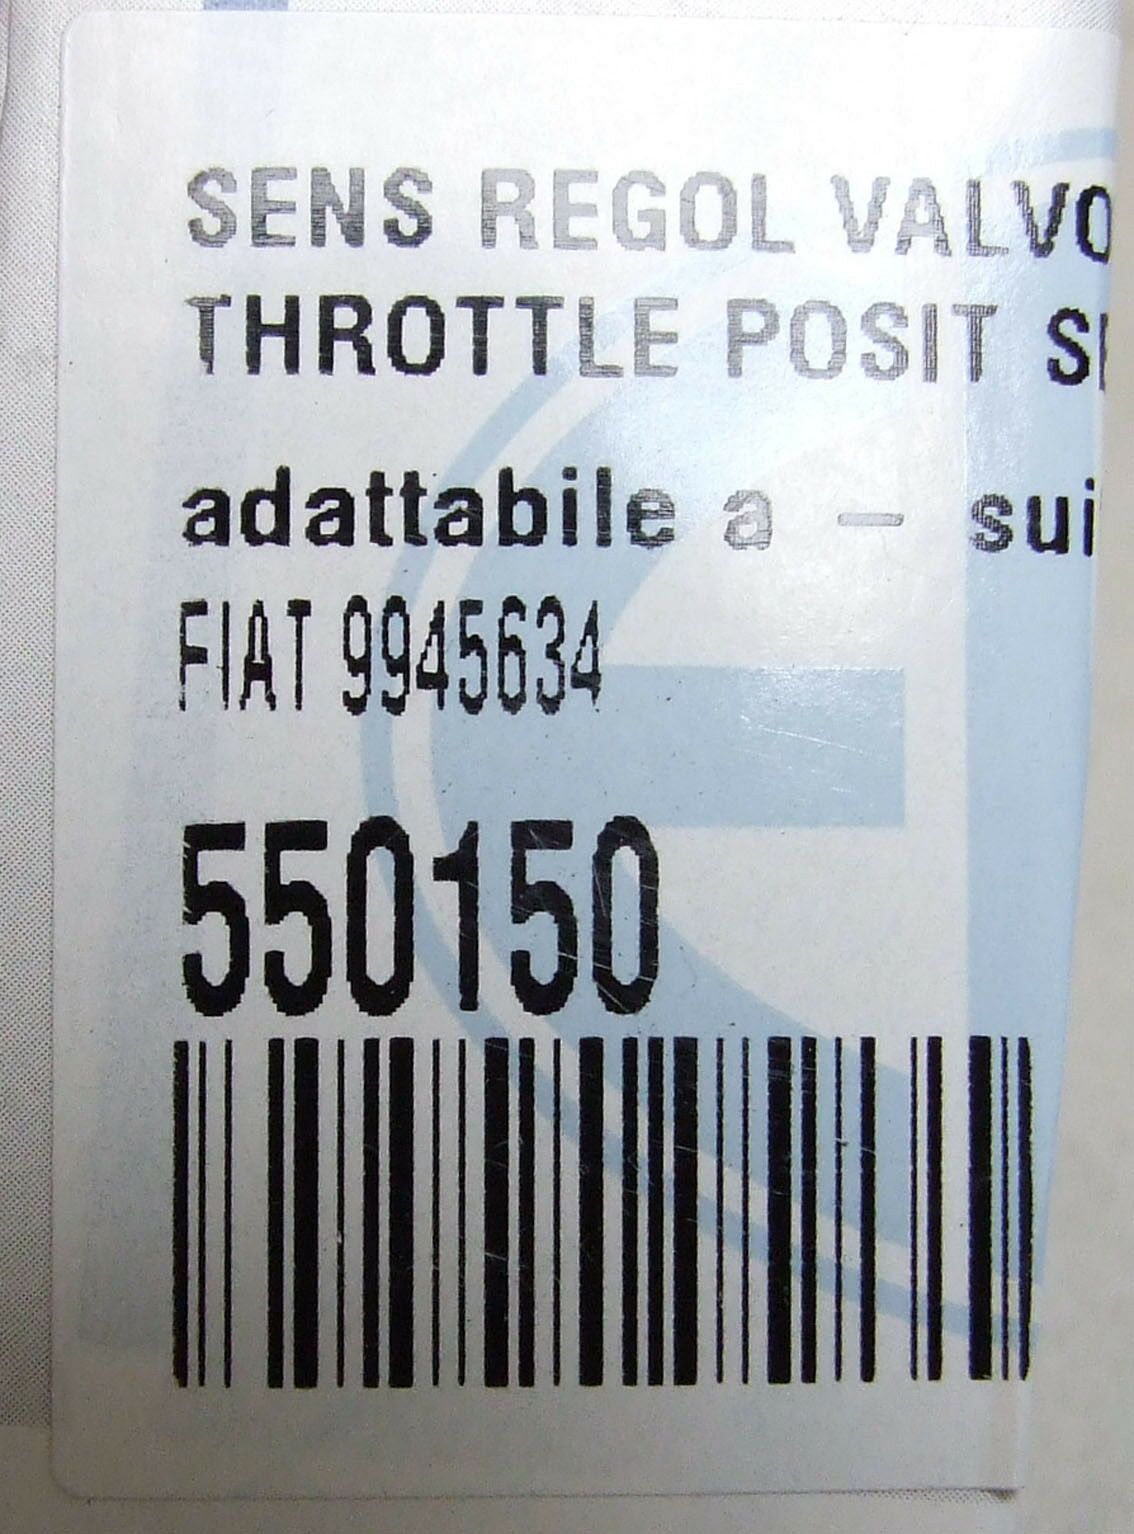 SENS REGOL VALVO
THROTTLE POSIT
adattabile a – sui
FIAT 9945634
550150